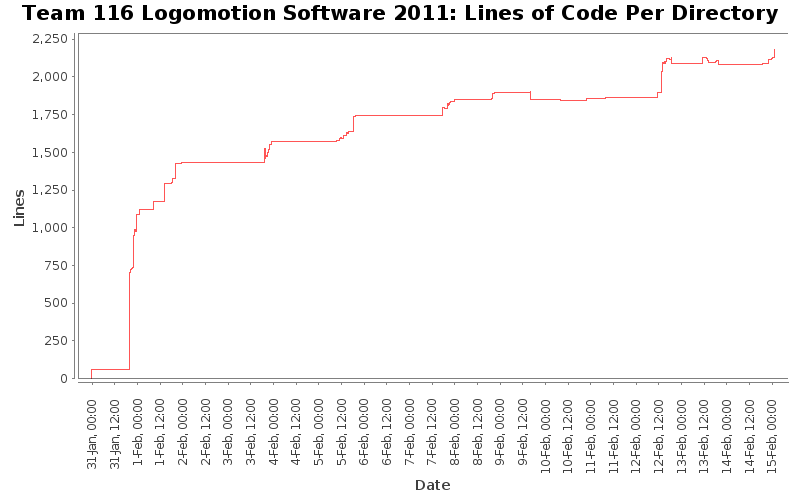 Team 116 Logomotion Software 2011: Lines of Code Per Directory
2,250
2,000
1,750
1,500
1,250
1,000
750
500
250
0
Lines
31-Jan, 00:00
31-Jan, 12:00
1-Feb, 00:00
1-Feb, 12:00
2-Feb, 00:00
2-Feb, 12:00
3-Feb, 00:00
3-Feb, 12:00
4-Feb, 00:00
4-Feb, 12:00
5-Feb, 00:00
5-Feb, 12:00
6-Feb, 00:00
6-Feb, 12:00
7-Feb, 00:00
7-Feb, 12:00
8-Feb, 00:00
8-Feb, 12:00
9-Feb, 00:00
9-Feb, 12:00
10-Feb, 00:00
10-Feb, 12:00
11-Feb, 00:00
11-Feb, 12:00
12-Feb, 00:00
12-Feb, 12:00
13-Feb, 00:00
13-Feb, 12:00
14-Feb, 00:00
14-Feb, 12:00
15-Feb, 00:00
Date